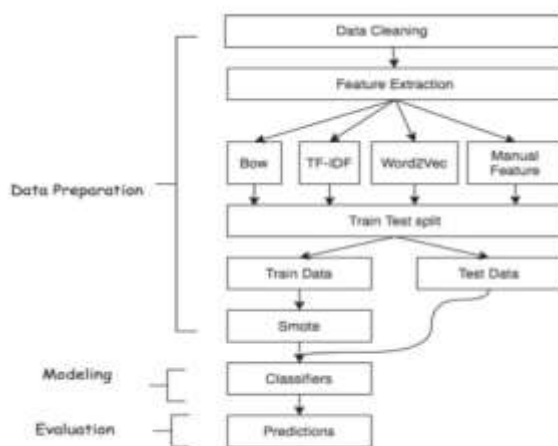 Data Cleaning
Feature Extraction
Bow
TF-IDF
Word2Vec
Manual
Feature
Data Preparation
Train Test split
Train Data
Test Data
Smote
Modeling
Classifiers
Evaluation
Predictions